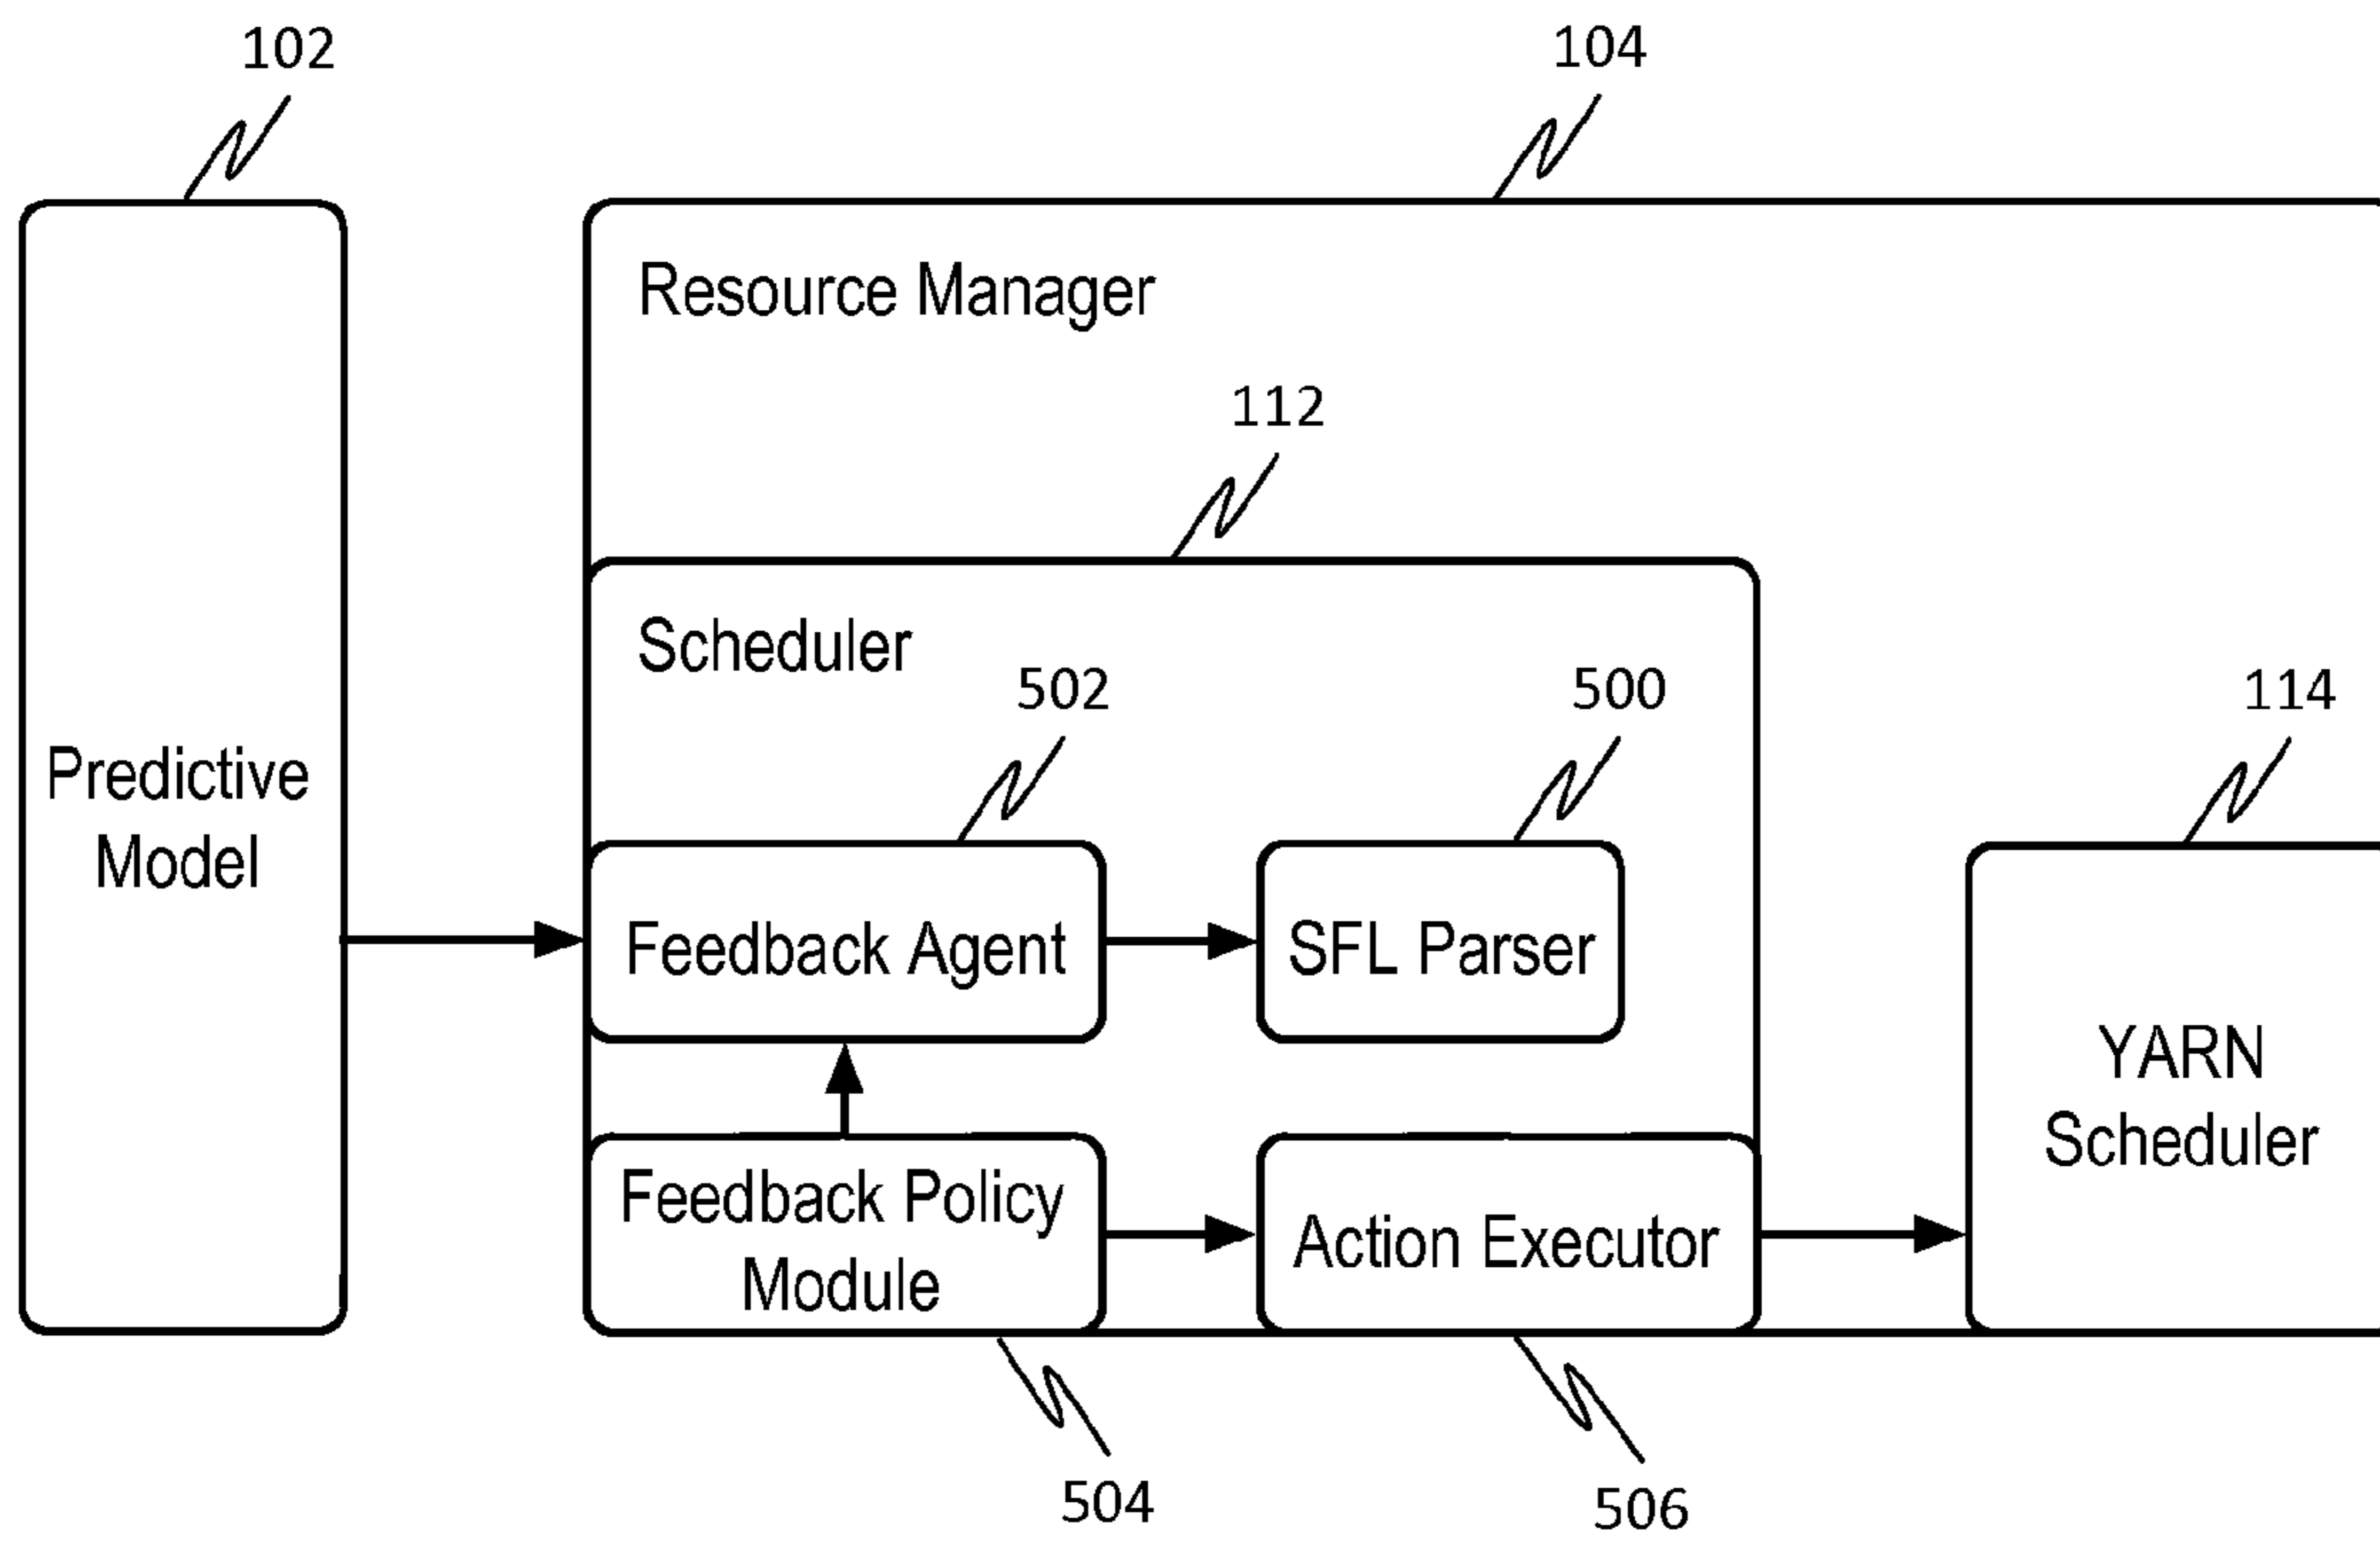 102
104
Resource Manager
112
Scheduler
502
500
114
Predictive
Model
Feedback Agent
SFL Parser
YARN
Scheduler
Feedback Policy
Module
Action Executor
504
506